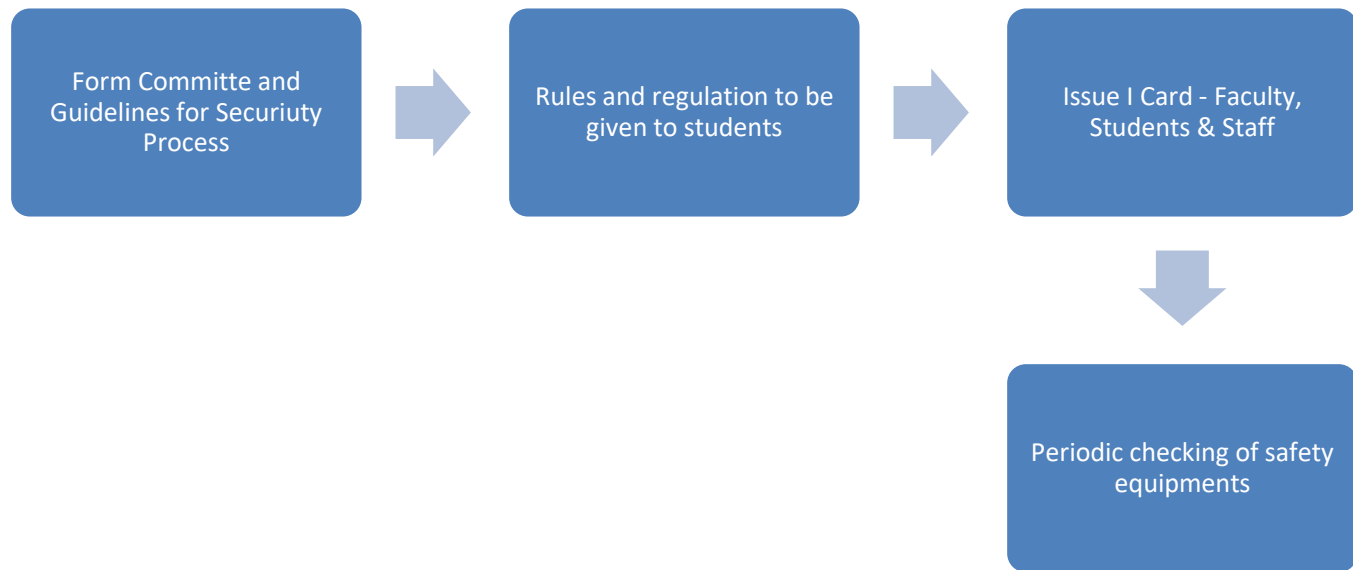 Form Committe and
Guidelines for Securiuty
Process
Rules and regulation to be
given to students
Issue I Card - Faculty,
Students & Staff
Periodic checking of safety
equipments